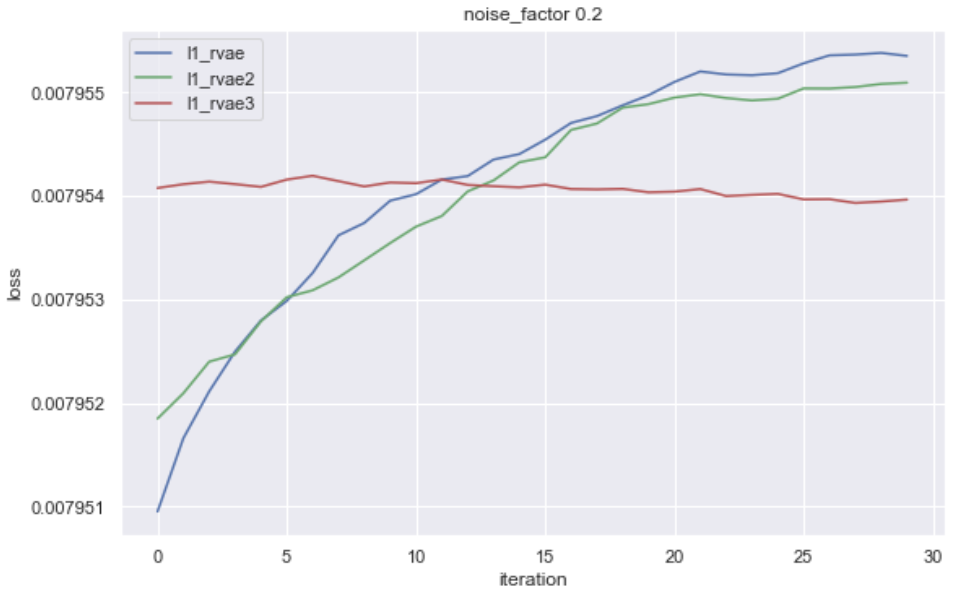 noise_factor 0.2
l1_rvae
l1_rvae2
l1_rvae3
0.007955
0.007954
0.007953
0.007952
0.007951
loss
0 5 10 15 20 25 30
iteration